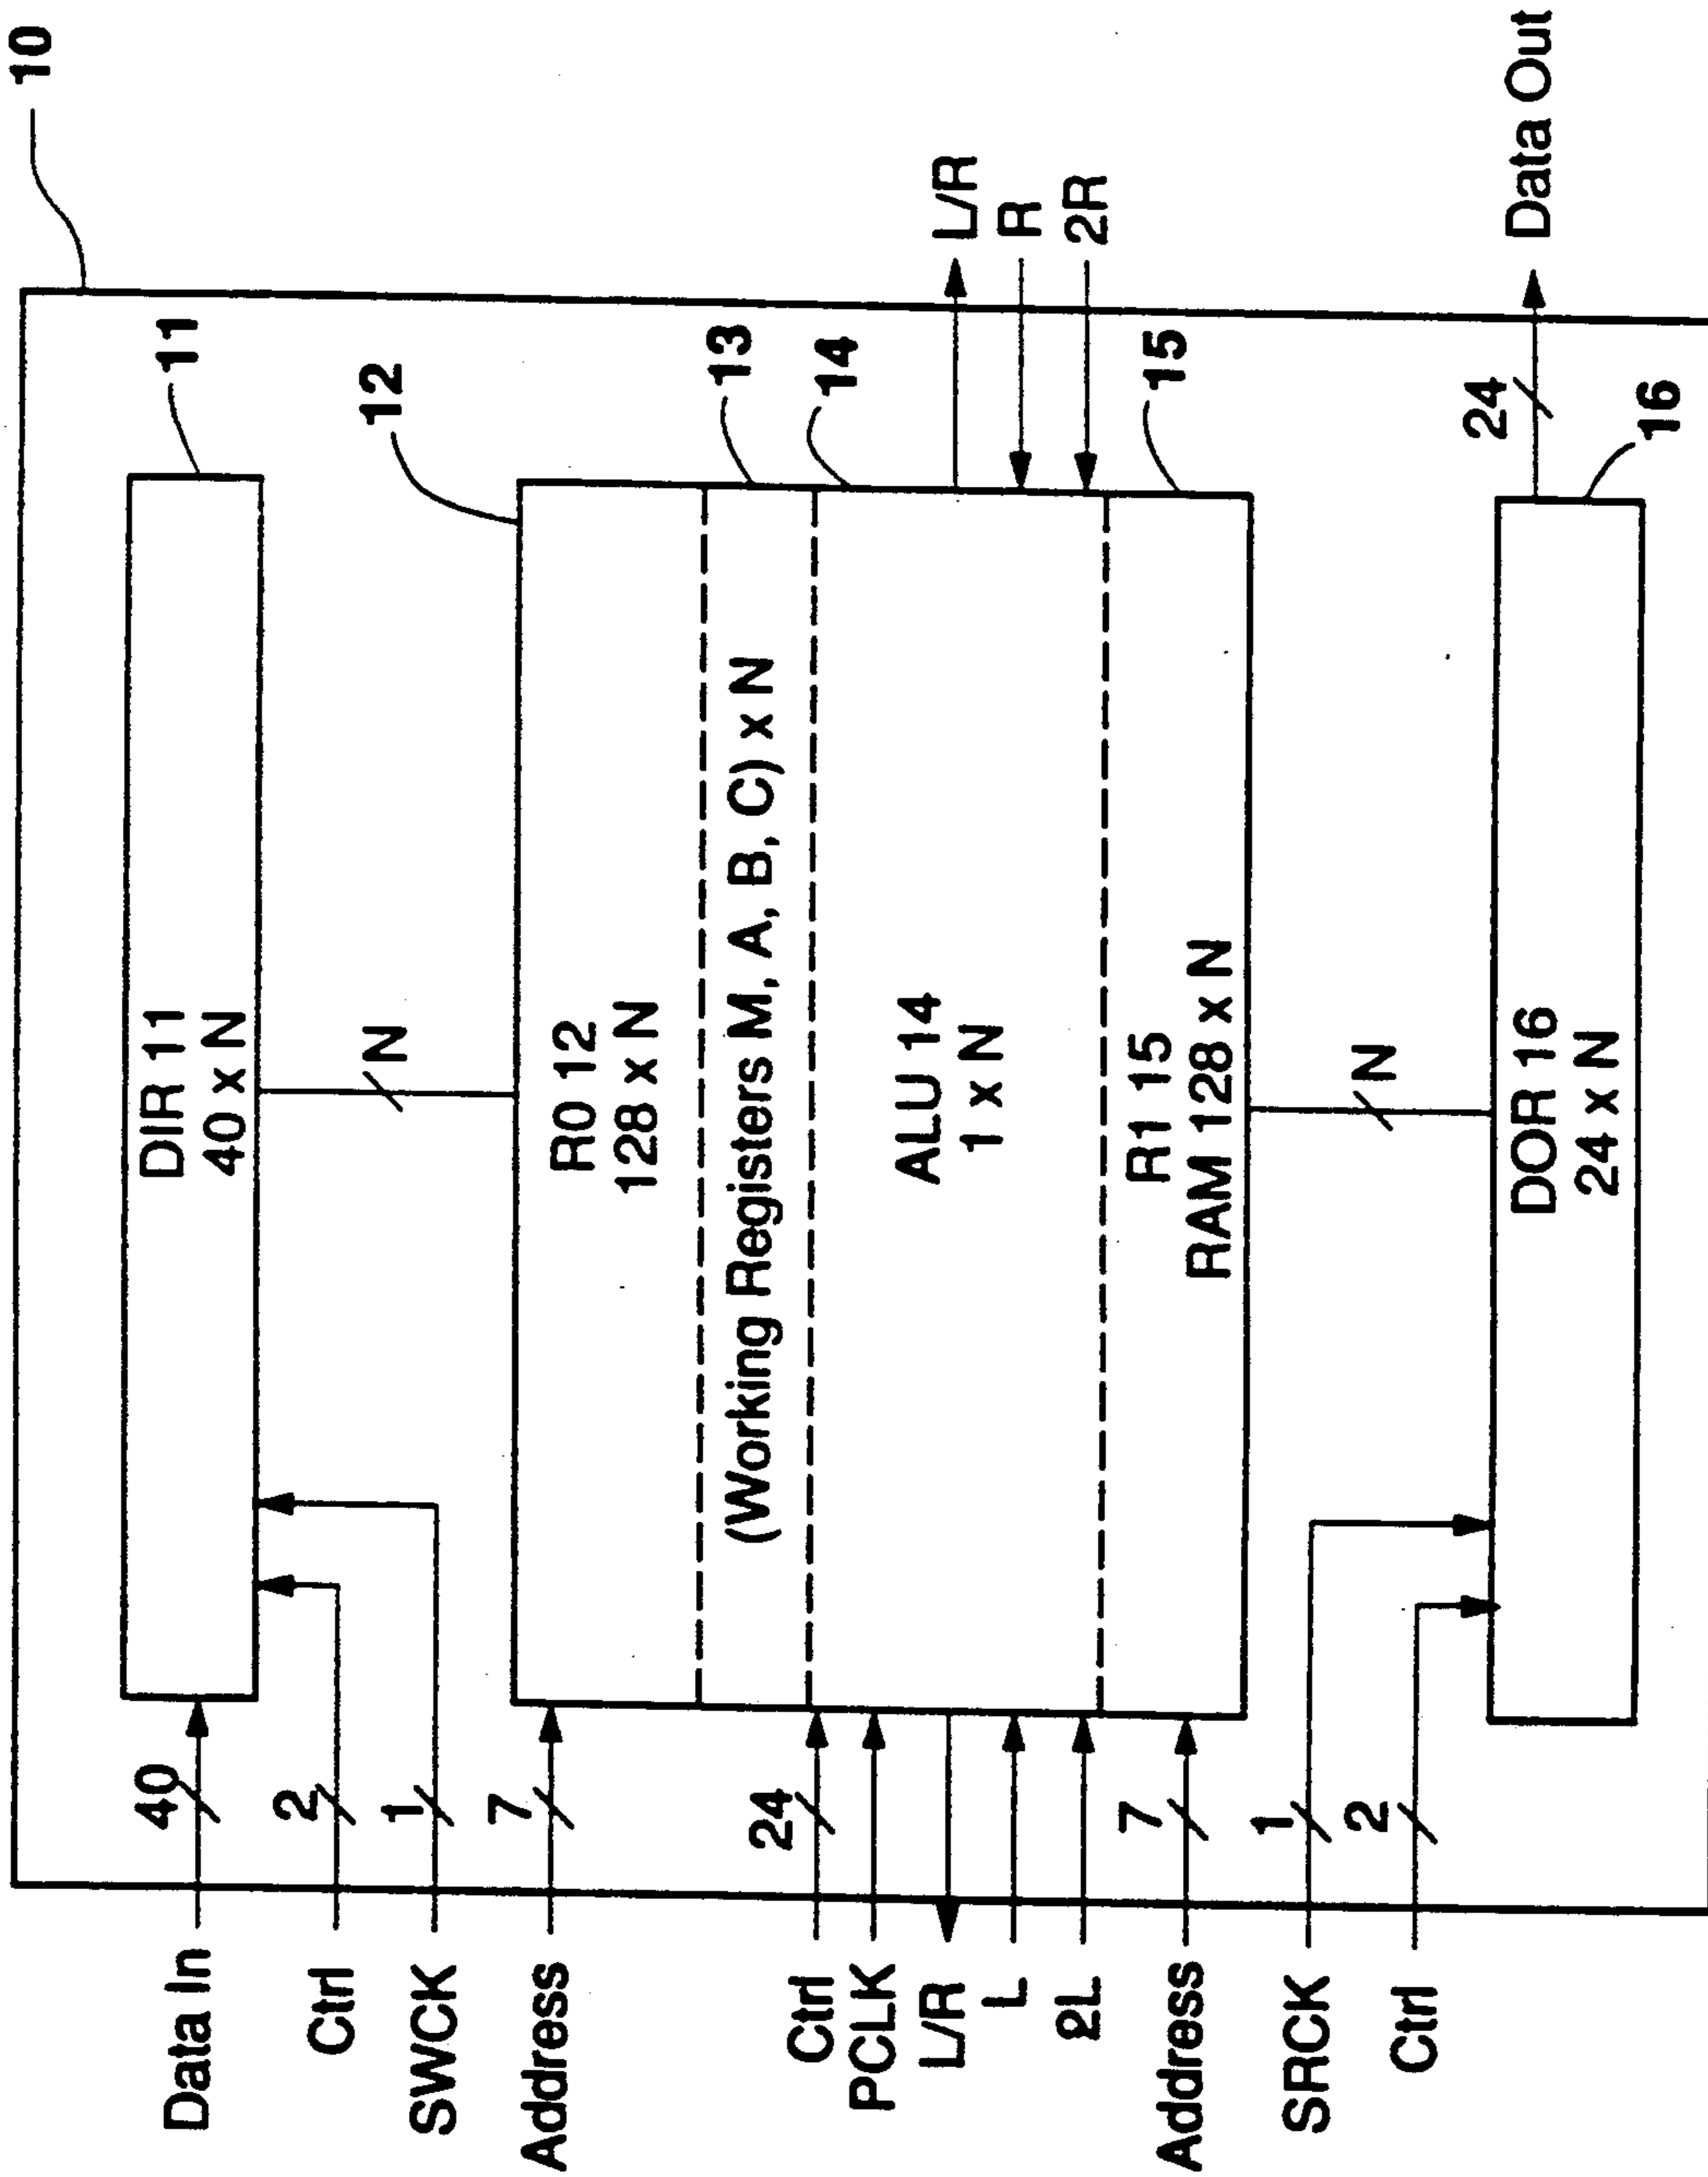 10
11
DIR 11
40 x N
Data In
40
Ctrl
2
SWCK
1
N
12
R0 12
128 x N
Address
7
13
(Working Registers M, A, B, C) x N
14
ALU 14
1 x N
Ctrl
24
PCLK
L/R
L
2L
L/R
R
2R
15
R1 15
RAM 128 x N
Address
7
N
SRCK
1
Ctrl
2
DOR 16
24 x N
16
24
Data Out